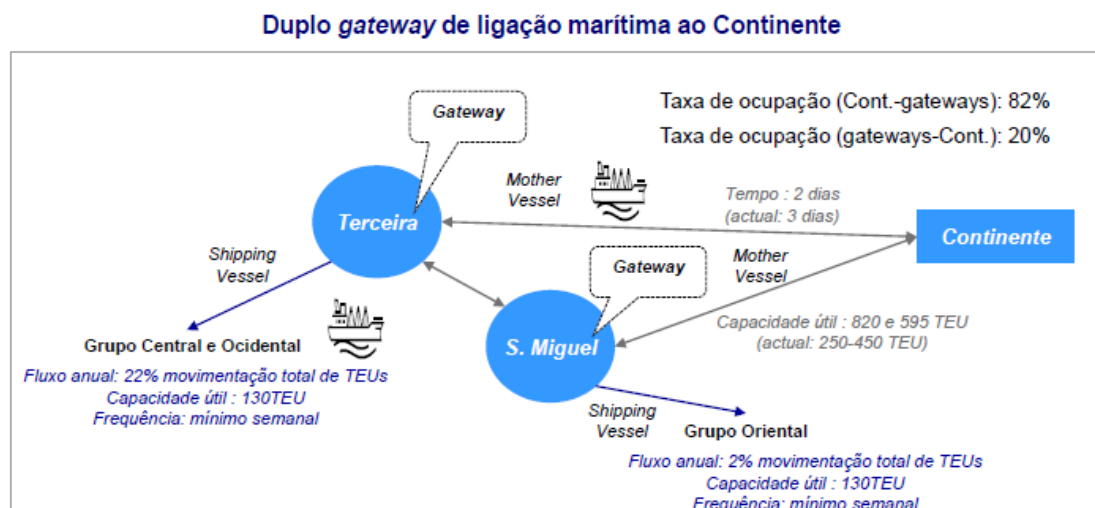 Duplo gateway de ligação marítima ao Continente
Gateway
Taxa de ocupação (Cont.-gateways): 82%
Taxa de ocupação (gateways-Cont.): 20%
Mother
Vessel
Tempo : 2 dias
(actual: 3 dias)
Terceira
Continente
Shipping
Vessel
Gateway
Mother
Vessel
Capacidade útil : 820 e 595 TEU
(actual: 250-450 TEU)
S. Miguel
Grupo Central e Ocidental
Fluxo anual: 22% movimentação total de TEUs
Capacidade útil : 130TEU
Frequência: mínimo semanal
Shipping
Vessel
Grupo Oriental
Fluxo anual: 2% movimentação total de TEUs
Capacidade útil : 130TEU
Frequência: mínimo semanal